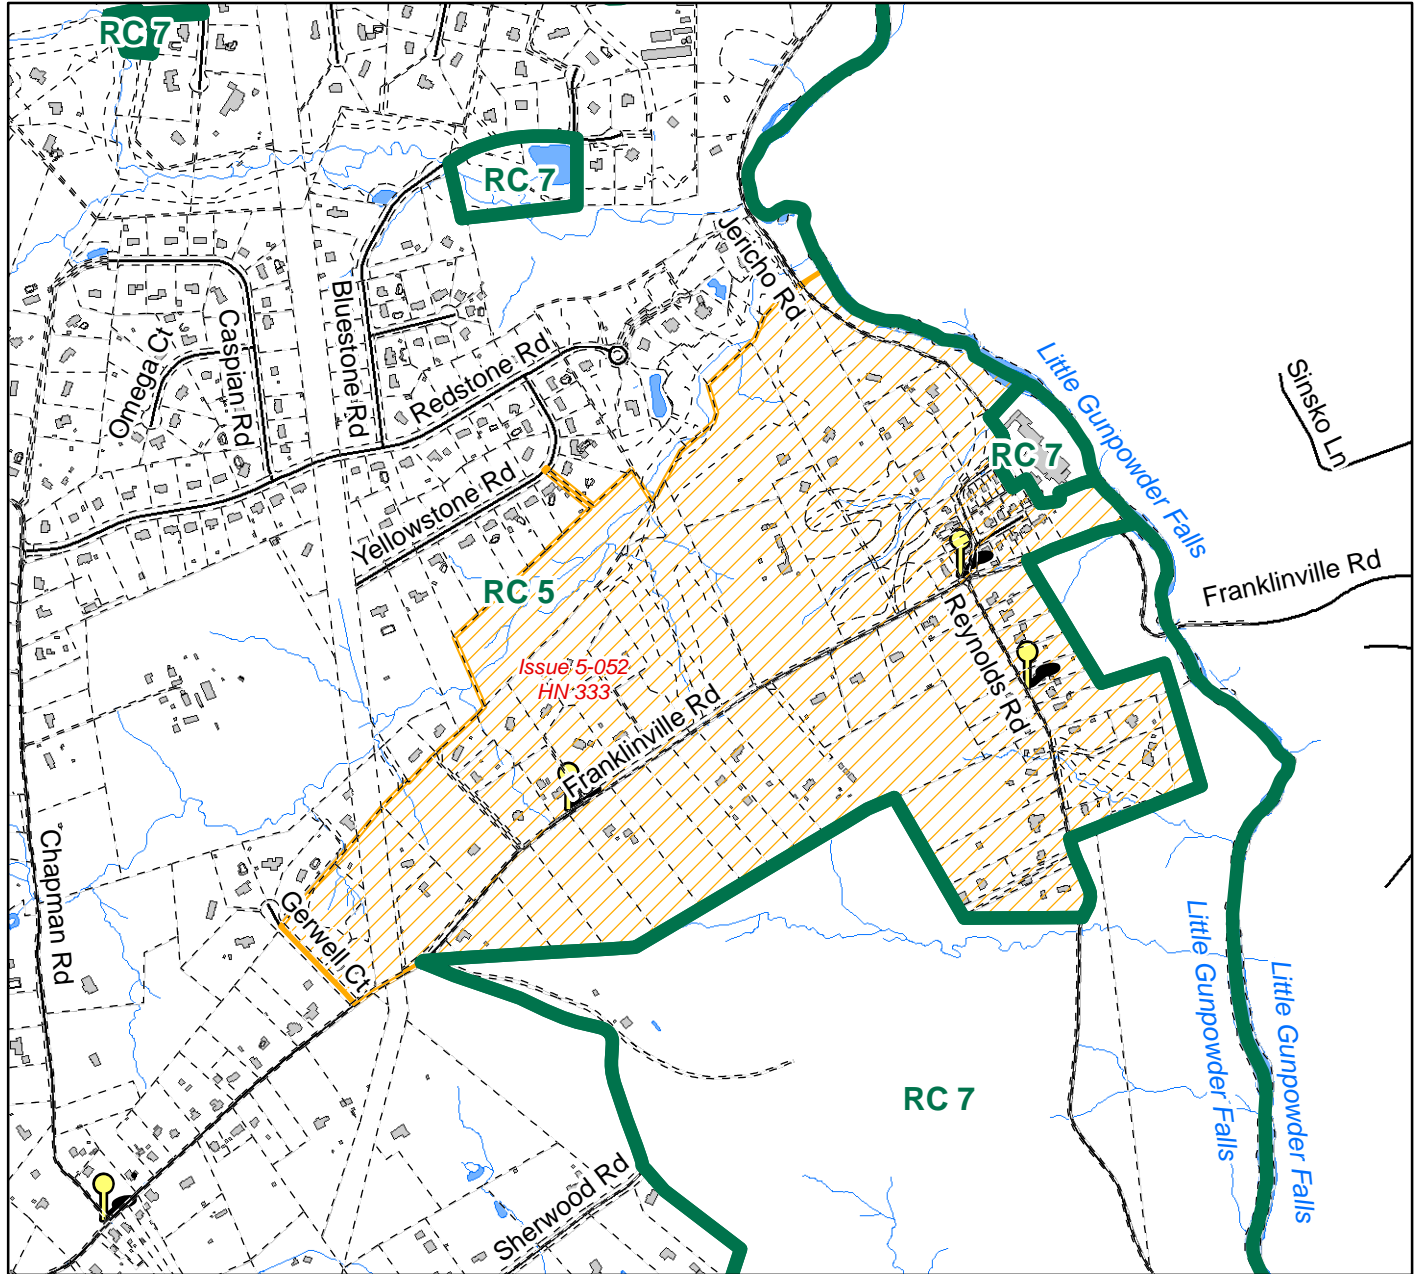 RC 7
RC 7
Jericho Rd
Bluestone Rd
Caspian Rd
Omega Ct
Redstone Rd
Little Gunpowder Falls
Sinsko Ln
RC 7
Yellowstone Rd
Franklinville Rd
RC 5
Reynolds Rd
Issue 5-052
HN 333
Franklinville Rd
Chapman Rd
Gerwell Ct
Little Gunpowder Falls
Little Gunpowder Falls
RC 7
Sherwood Rd